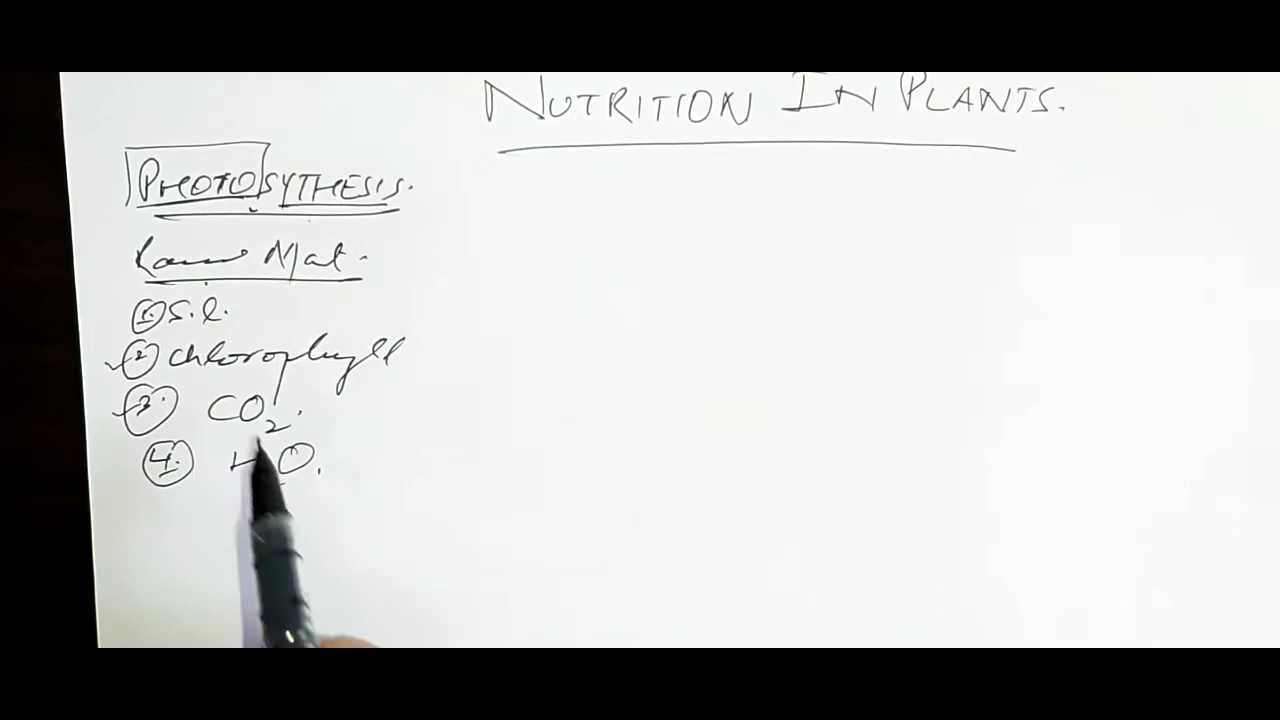 NUTRITION IN PLANTS.
PHOTOSYTHESIS.
Raw Mat.
① S.l.
② chlorophyll
③ CO₂.
④ H₂O.